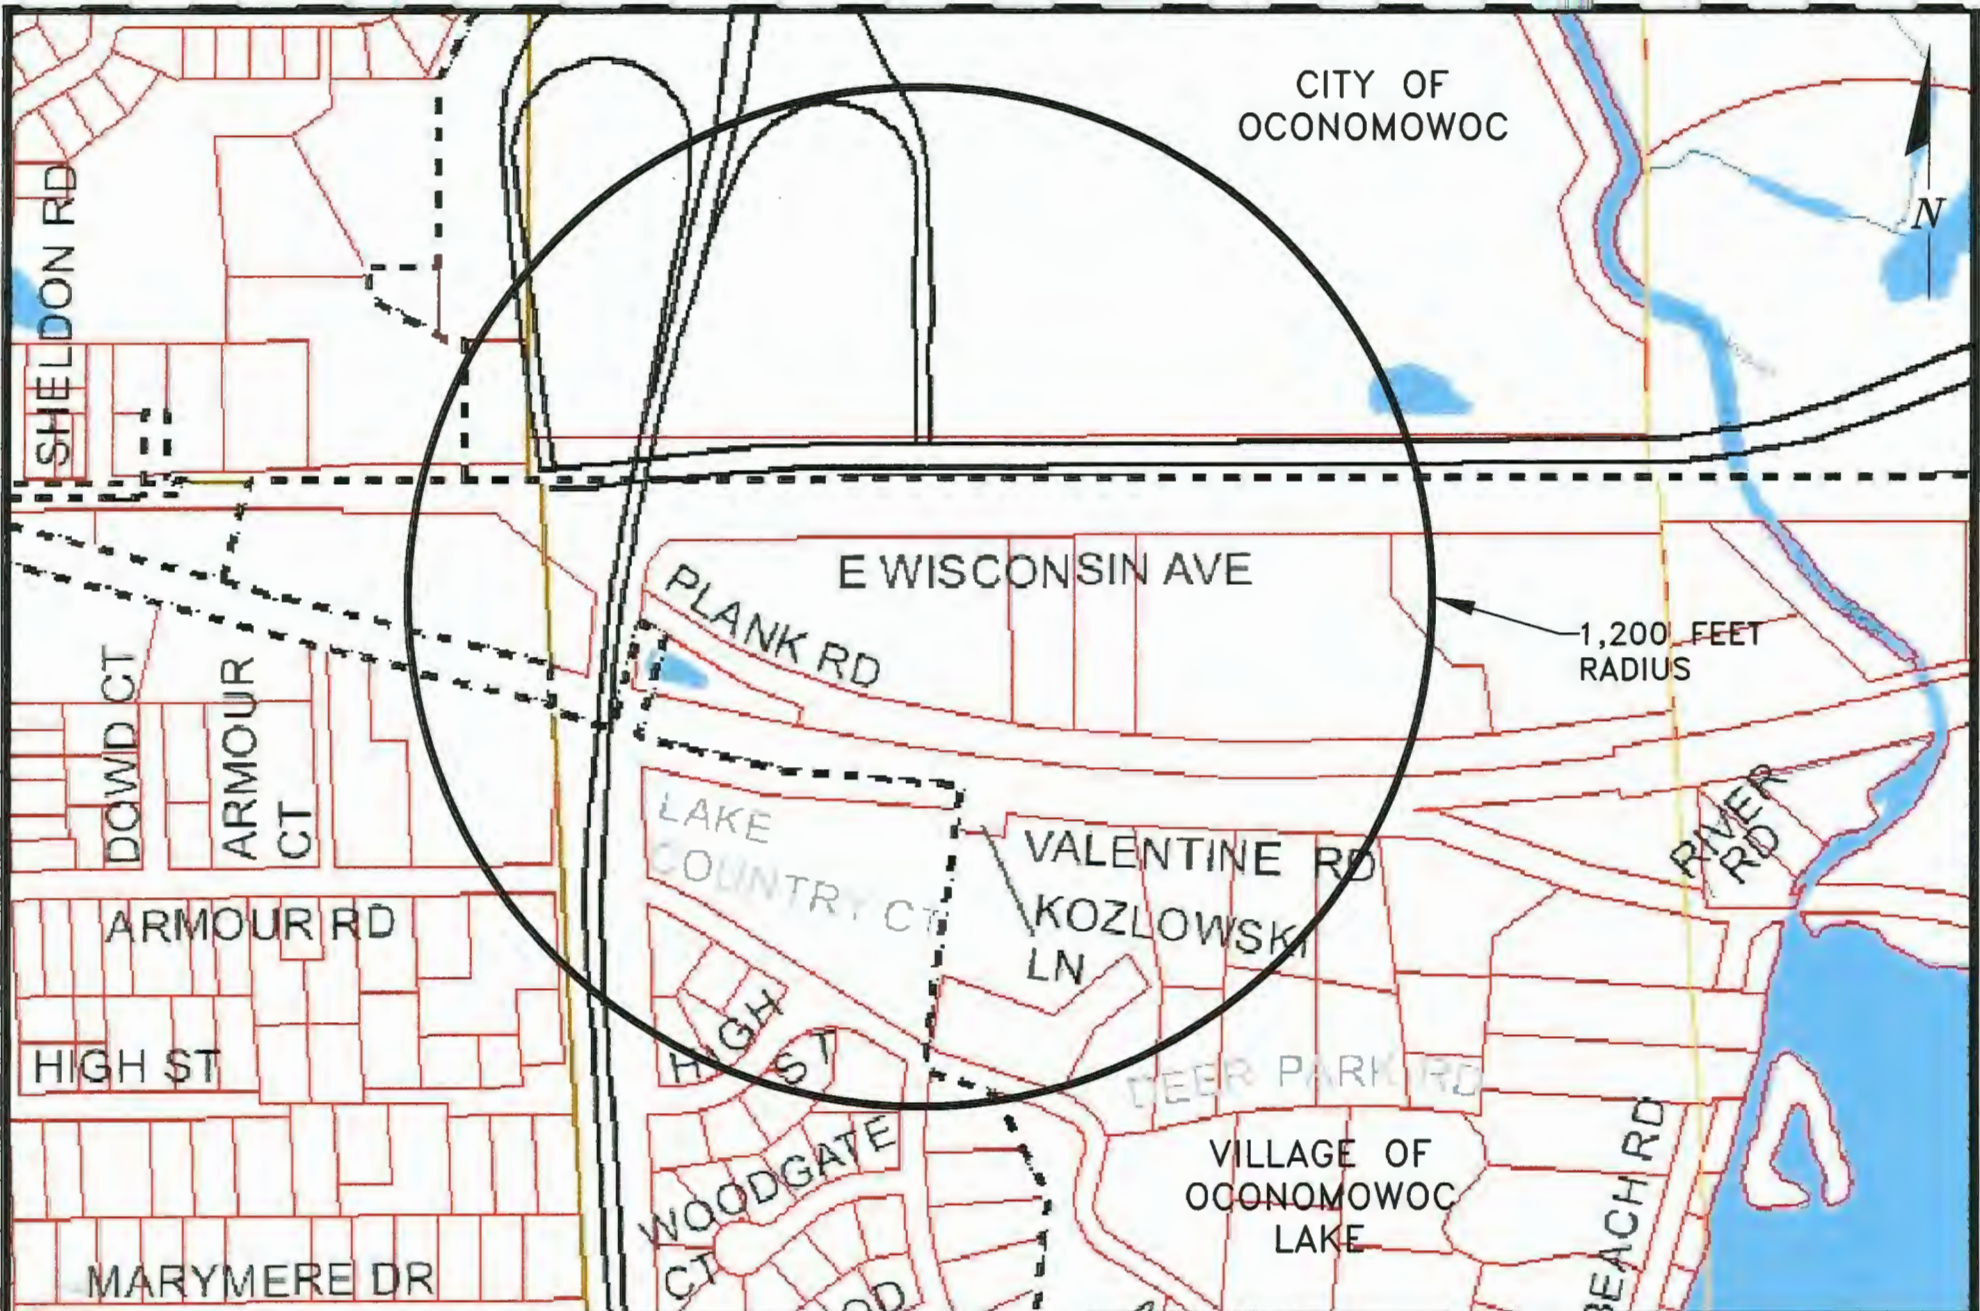 CITY OF
OCONOMOWOC
N
SHELDON RD
E WISCONSIN AVE
PLANK RD
1,200 FEET
RADIUS
DOWD CT
ARMOUR
CT
LAKE
COUNTRY CT
VALENTINE RD
RIVER
RD
KOZLOWSKI
LN
ARMOUR RD
HIGH
ST
HIGH ST
DEER PARK RD
WOODGATE
CT
VILLAGE OF
OCONOMOWOC
LAKE
BEACH RD
MARYMERE DR
RD